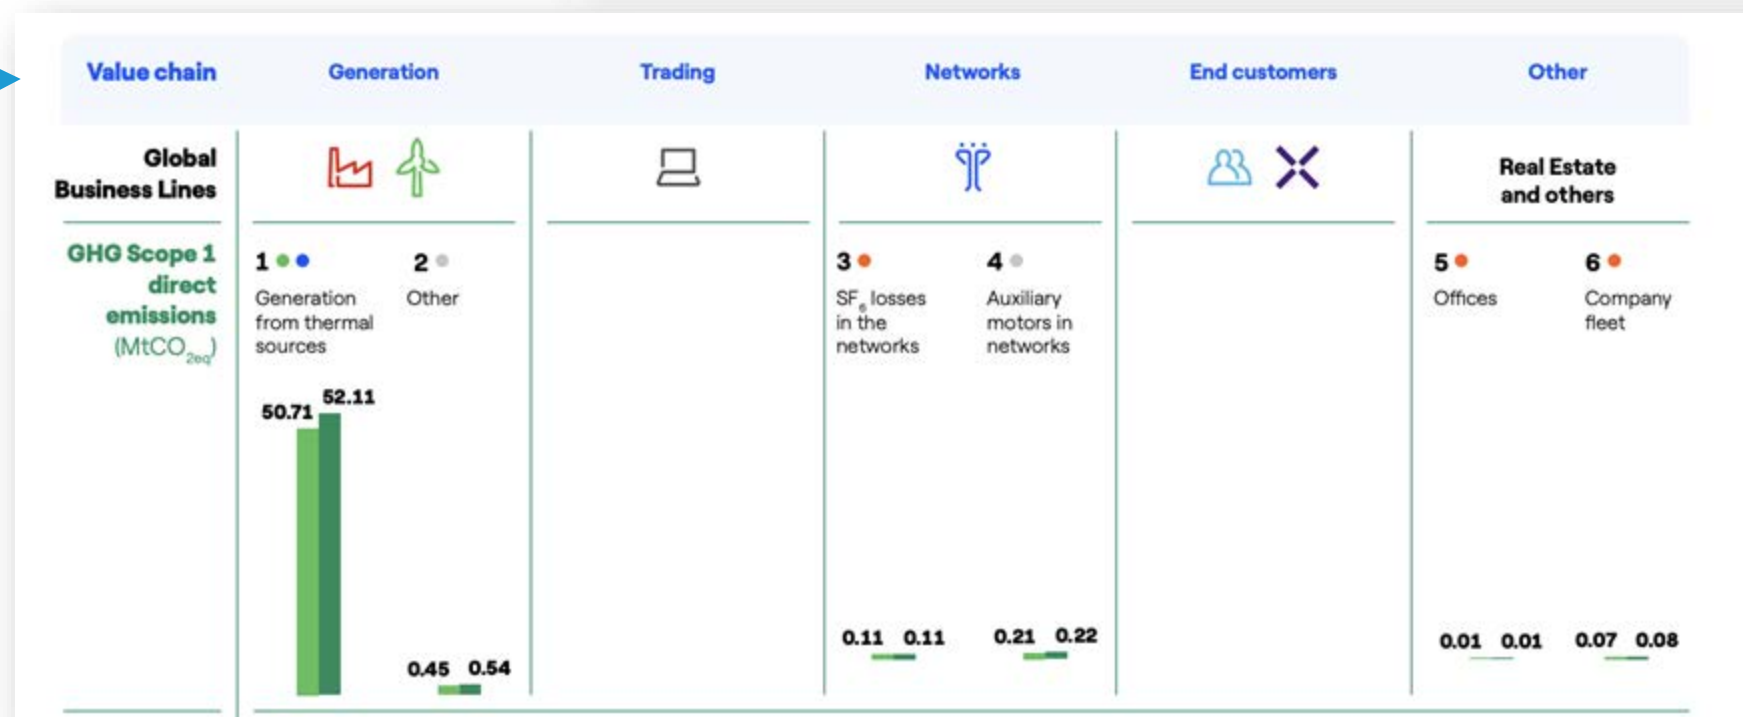 Value chain
Generation
Trading
Networks
End customers
Other
Global
Business Lines
Real Estate
and others
GHG Scope 1
direct
emissions
(MtCO2eq)
1
Generation
from thermal
sources
50.71 52.11
2
Other
0.45 0.54
3
SF6 losses
in the
networks
0.11 0.11
4
Auxiliary
motors in
networks
0.21 0.22
5
Offices
0.01 0.01
6
Company
fleet
0.07 0.08